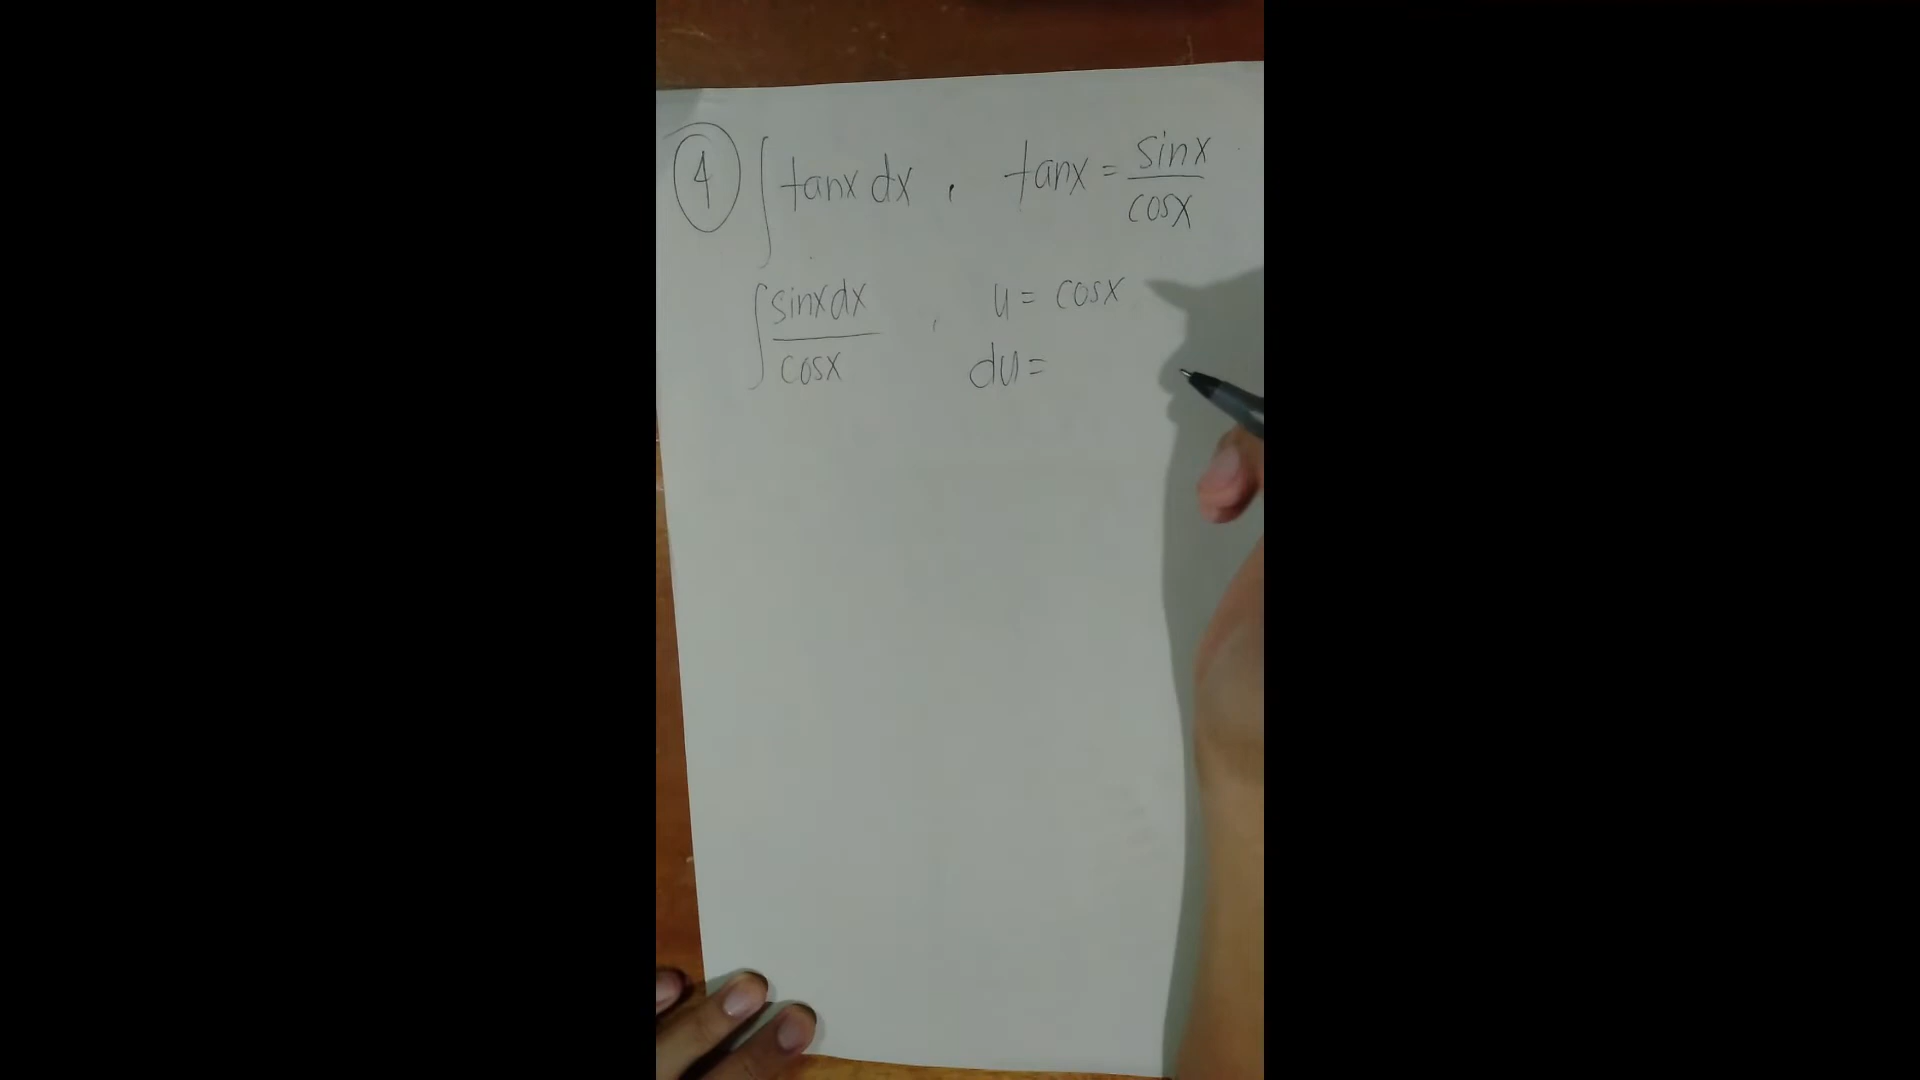 ④ ∫ tanx dx , tanx = sinx/cosx
∫ sinxdx/cosx , u = cosx
du =